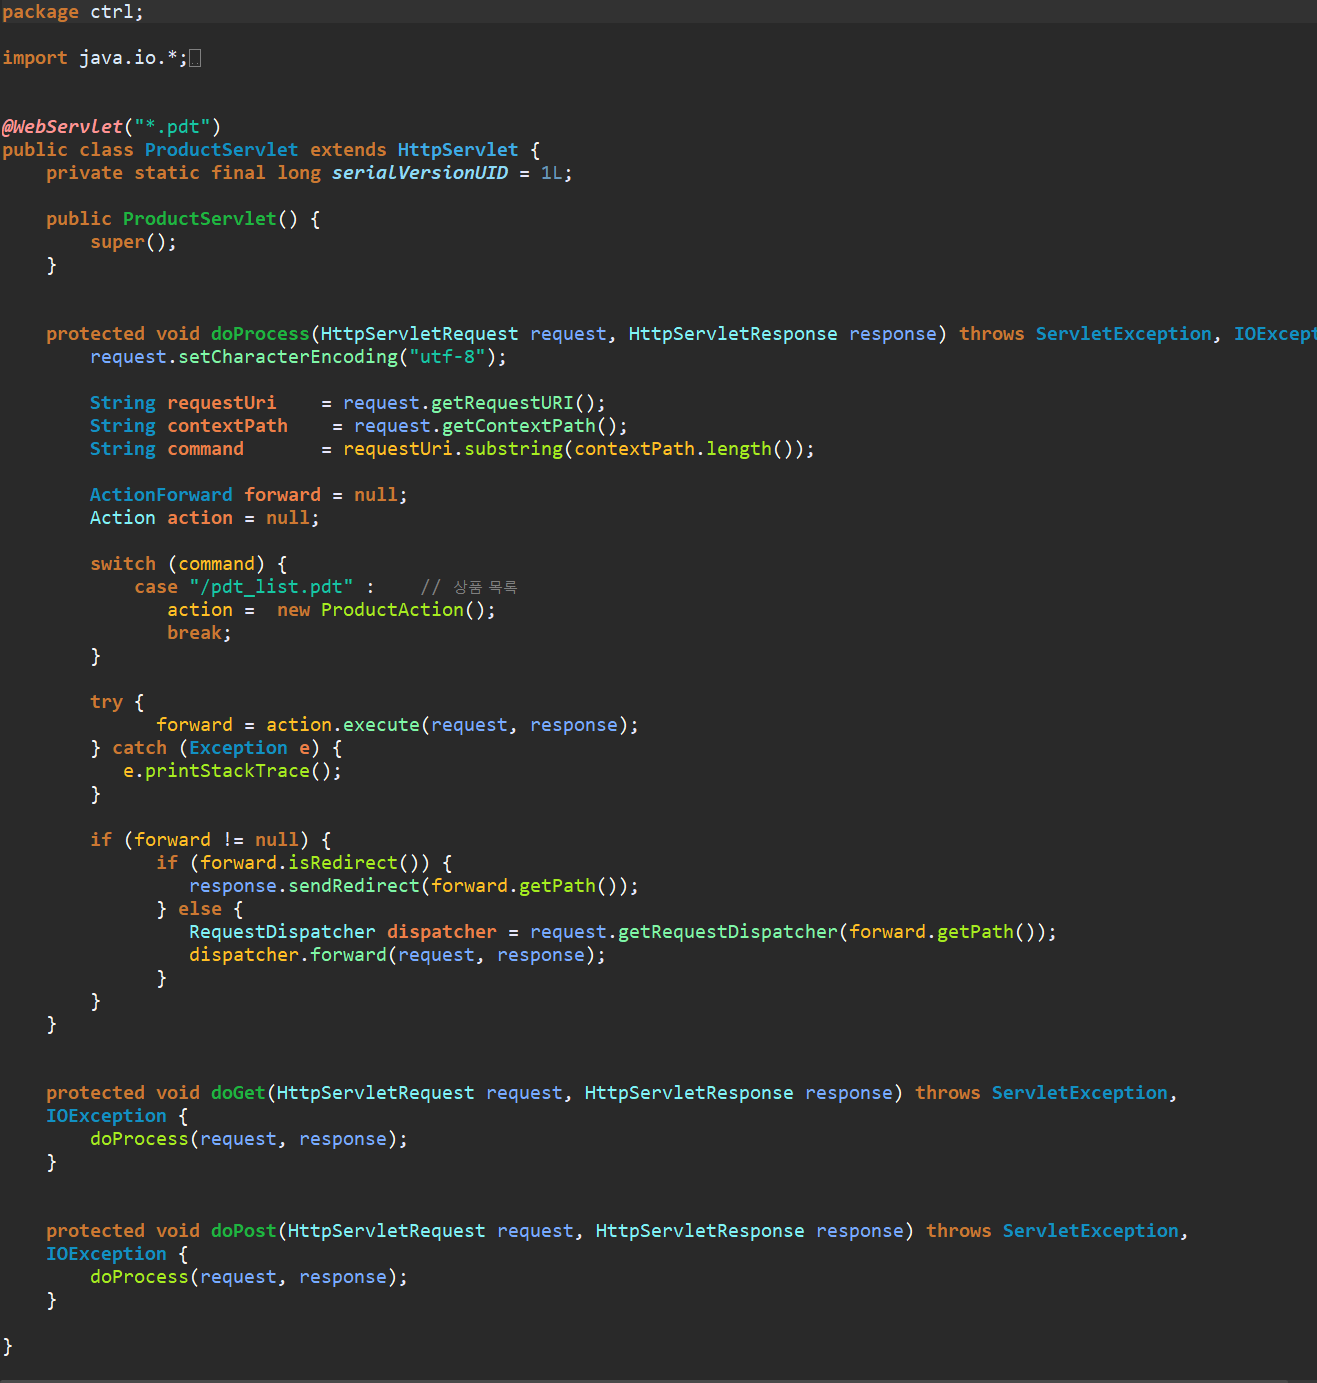 package ctrl;
import java.io.*;
@WebServlet("*.pdt")
public class ProductServlet extends HttpServlet {
    private static final long serialVersionUID = 1L;
    public ProductServlet() {
        super();
    }
    protected void doProcess(HttpServletRequest request, HttpServletResponse response) throws ServletException, IOExcept
        request.setCharacterEncoding("utf-8");
        String requestUri    = request.getRequestURI();
        String contextPath    = request.getContextPath();
        String command       = requestUri.substring(contextPath.length());
        ActionForward forward = null;
        Action action = null;
        switch (command) {
            case "/pdt_list.pdt" :    // 상품 목록
               action =  new ProductAction();
               break;
        }
        try {
              forward = action.execute(request, response);
        } catch (Exception e) {
           e.printStackTrace();
        }
        if (forward != null) {
              if (forward.isRedirect()) {
                 response.sendRedirect(forward.getPath());
              } else {
                 RequestDispatcher dispatcher = request.getRequestDispatcher(forward.getPath());
                 dispatcher.forward(request, response);
              }
        }
    }
    protected void doGet(HttpServletRequest request, HttpServletResponse response) throws ServletException,
    IOException {
        doProcess(request, response);
    }
    protected void doPost(HttpServletRequest request, HttpServletResponse response) throws ServletException,
    IOException {
        doProcess(request, response);
    }
}